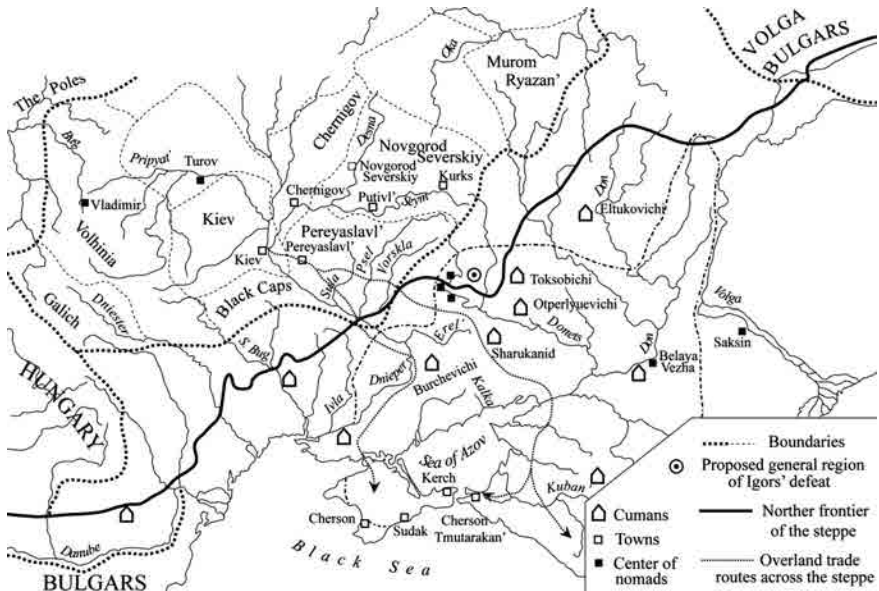 VOLGA
BULGARS
Oka
Murom
Ryazan'
The Poles
Bug
Chernigov
Desna
Novgorod
Severskiy
Pripyat'
Turov
Novgorod
Severskiy
Kurks
Vladimir
Chernigov
Putivl'
Seym
Don
Eltukovichi
Kiev
Volhinia
Pereyaslavl'
Kiev
Pereyaslavl'
Psel
Vorskla
Sula
Black Caps
Toksobichi
Galich
Dniester
Otperlyuevichi
Volga
S. Bug
Erel'
Donets
Don
Saksin
Sharukanid
Belaya
Vezha
HUNGARY
Dnieper
Burchevichi
Ivla
Kalka
Sea of Azov
Kerch
Kuban
Cherson
Sudak
Cherson
Tmutarakan'
Danube
Black Sea
BULGARS
Boundaries
Proposed general region
of Igors' defeat
Cumans
Norther frontier
of the steppe
Towns
Center of
nomads
Overland trade
routes across the steppe